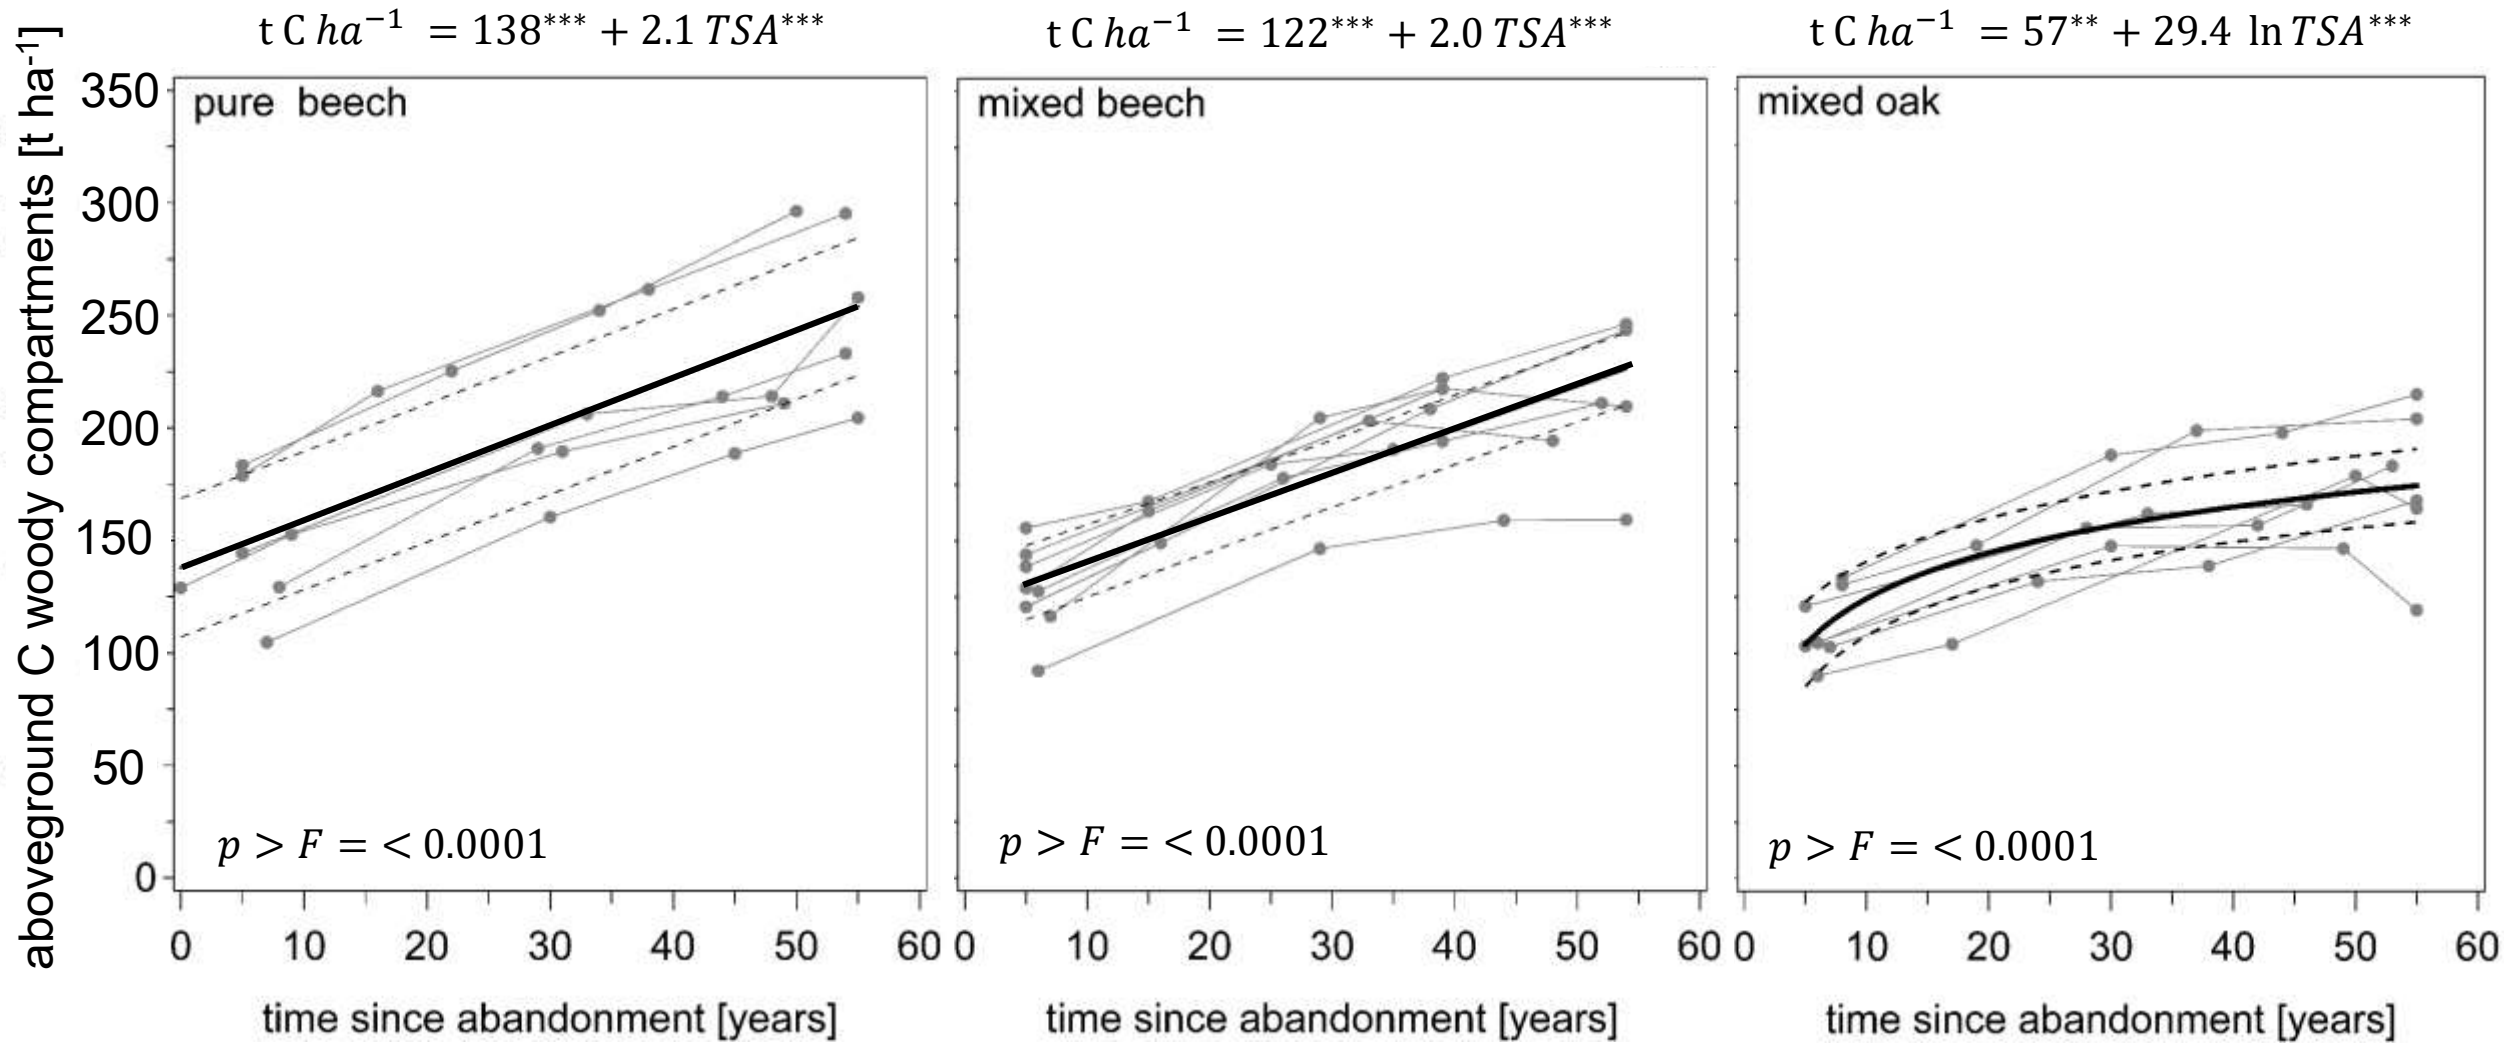 t C ha⁻¹ = 138*** + 2.1 TSA***
t C ha⁻¹ = 122*** + 2.0 TSA***
t C ha⁻¹ = 57** + 29.4 ln TSA***
aboveground C woody compartments [t ha⁻¹]
350
300
250
200
150
100
50
0
pure beech
p > F = < 0.0001
0 10 20 30 40 50 60
time since abandonment [years]
mixed beech
p > F = < 0.0001
0 10 20 30 40 50 60
time since abandonment [years]
mixed oak
p > F = < 0.0001
0 10 20 30 40 50 60
time since abandonment [years]